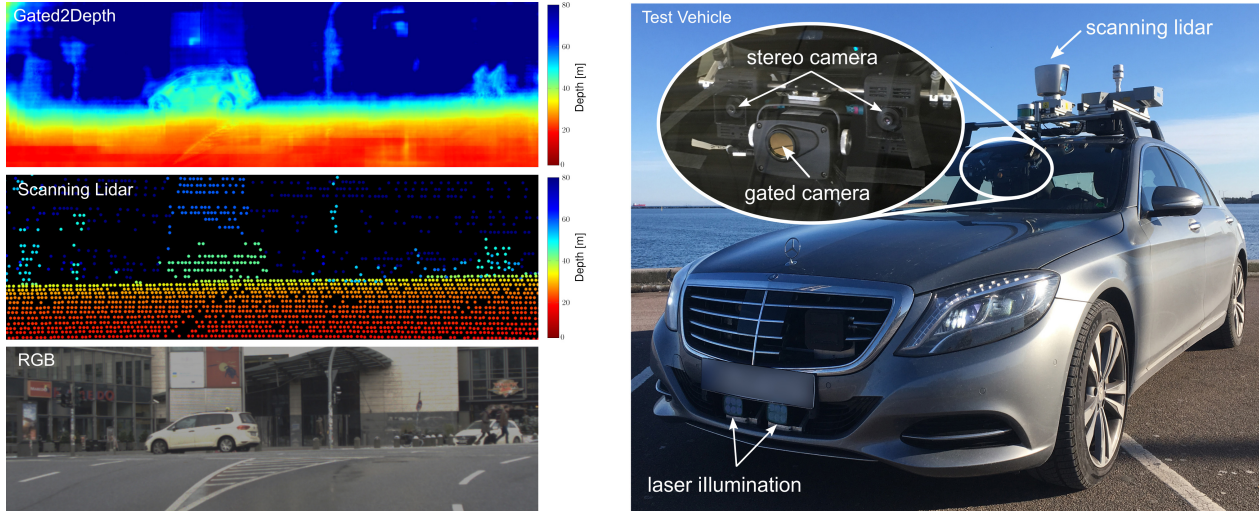 Gated2Depth
80
60
40
20
0
Depth [m]
Scanning Lidar
80
60
40
20
0
Depth [m]
RGB
Test Vehicle
scanning lidar
stereo camera
gated camera
laser illumination